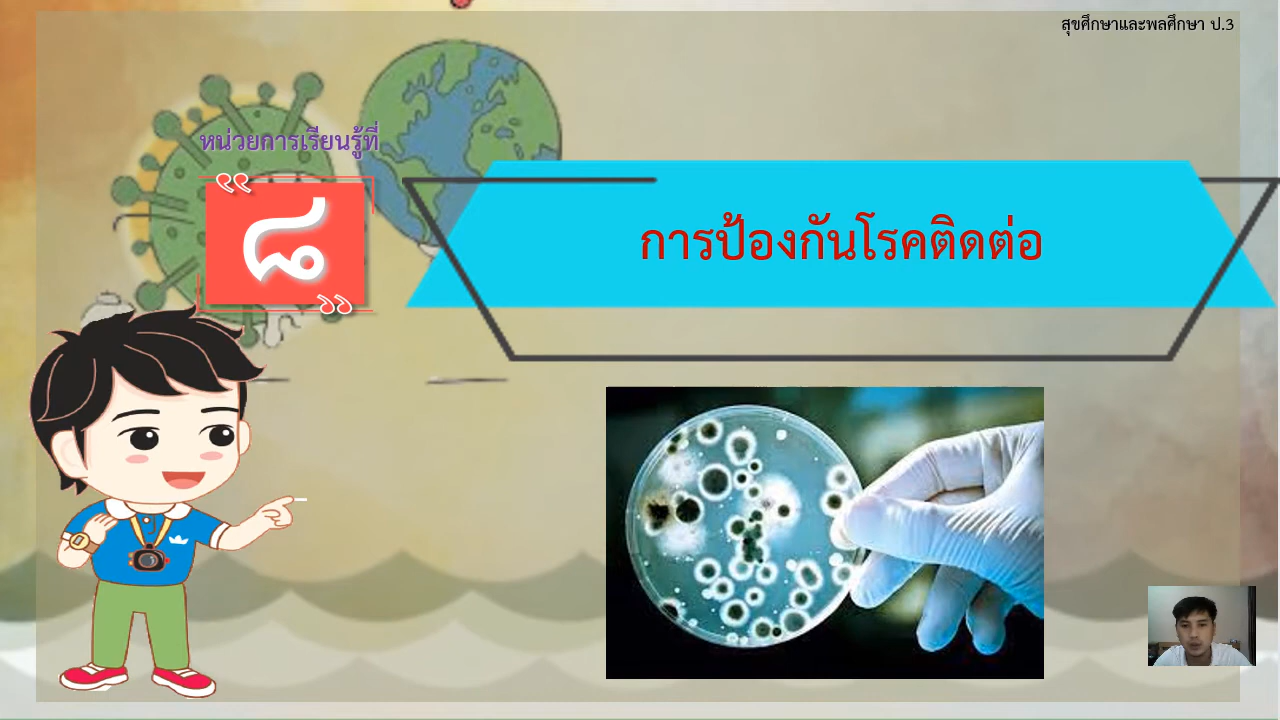 สุขศึกษาและพลศึกษา ป.3
หน่วยการเรียนรู้ที่
“๘”
การป้องกันโรคติดต่อ